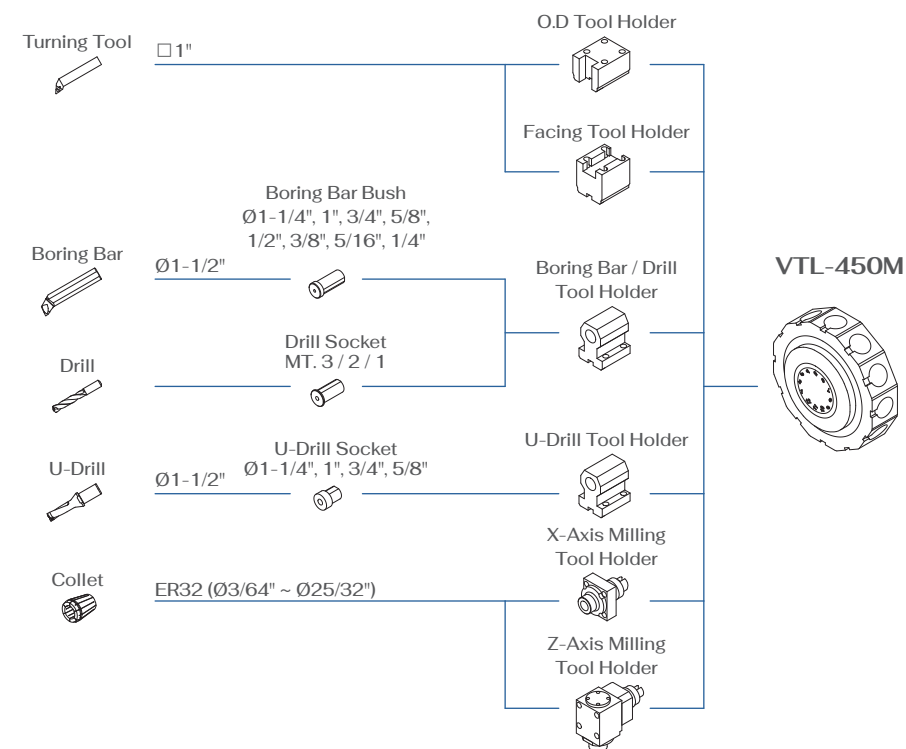 O.D Tool Holder
Turning Tool
□1"
Facing Tool Holder
Boring Bar Bush
Ø1-1/4", 1", 3/4", 5/8",
1/2", 3/8", 5/16", 1/4"
Boring Bar
Ø1-1/2"
Boring Bar / Drill
Tool Holder
VTL-450M
Drill Socket
MT. 3 / 2 / 1
Drill
U-Drill Tool Holder
U-Drill Socket
Ø1-1/4", 1", 3/4", 5/8"
U-Drill
Ø1-1/2"
X-Axis Milling
Tool Holder
Collet
ER32 (Ø3/64" ~ Ø25/32")
Z-Axis Milling
Tool Holder